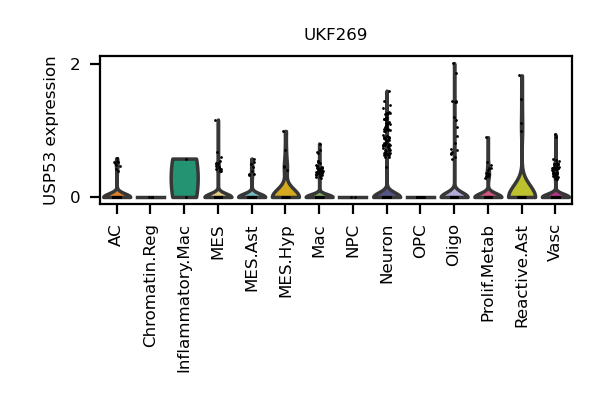 UKF269
USP53 expression
2
0
AC
Chromatin.Reg
Inflammatory.Mac
MES
MES.Ast
MES.Hyp
Mac
NPC
Neuron
OPC
Oligo
Prolif.Metab
Reactive.Ast
Vasc